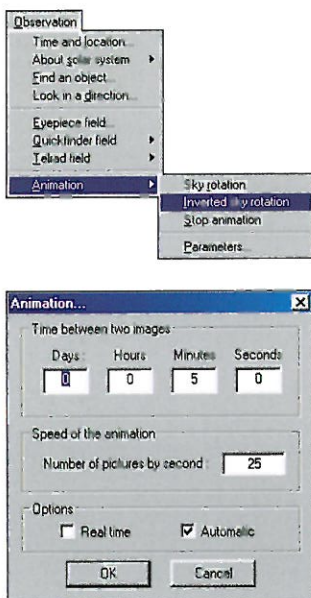 Observation
Time and location...
About solar system
Find an object...
Look in a direction...
Eyepiece field...
Quickfinder field
Telrad field
Animation
Sky rotation
Inverted sky rotation
Stop animation
Parameters...
Animation...
Time between two images
Days Hours Minutes Seconds
0 0 5 0
Speed of the animation
Number of pictures by second : 25
Options
Real time Automatic
OK Cancel